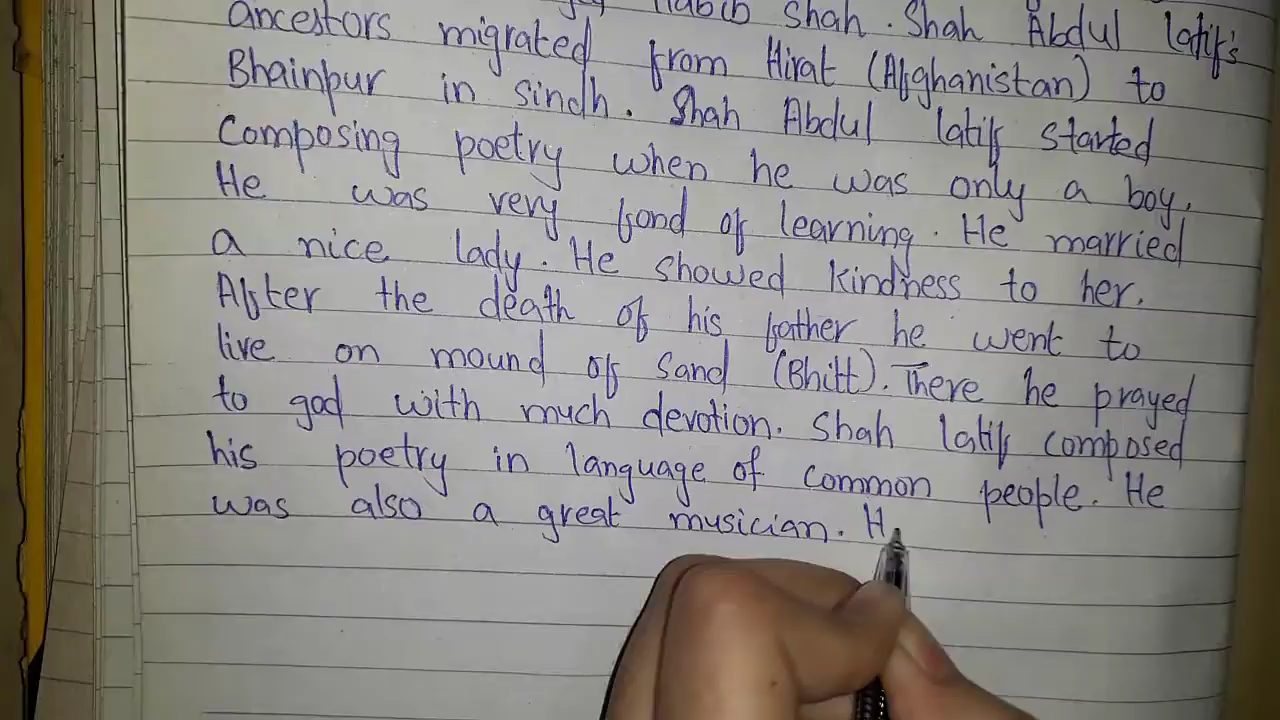 Habib Shah. Shah Abdul latif's
ancestors migrated from Hirat (Afghanistan) to
Bhainpur in sindh. Shah Abdul latif started
Composing poetry when he was only a boy.
He was very fond of learning. He married
a nice lady. He showed kindness to her.
After the death of his father he went to
live on mound of Sand (Bhitt). There he prayed
to god with much devotion. Shah latif composed
his poetry in language of common people. He
was also a great musician. H